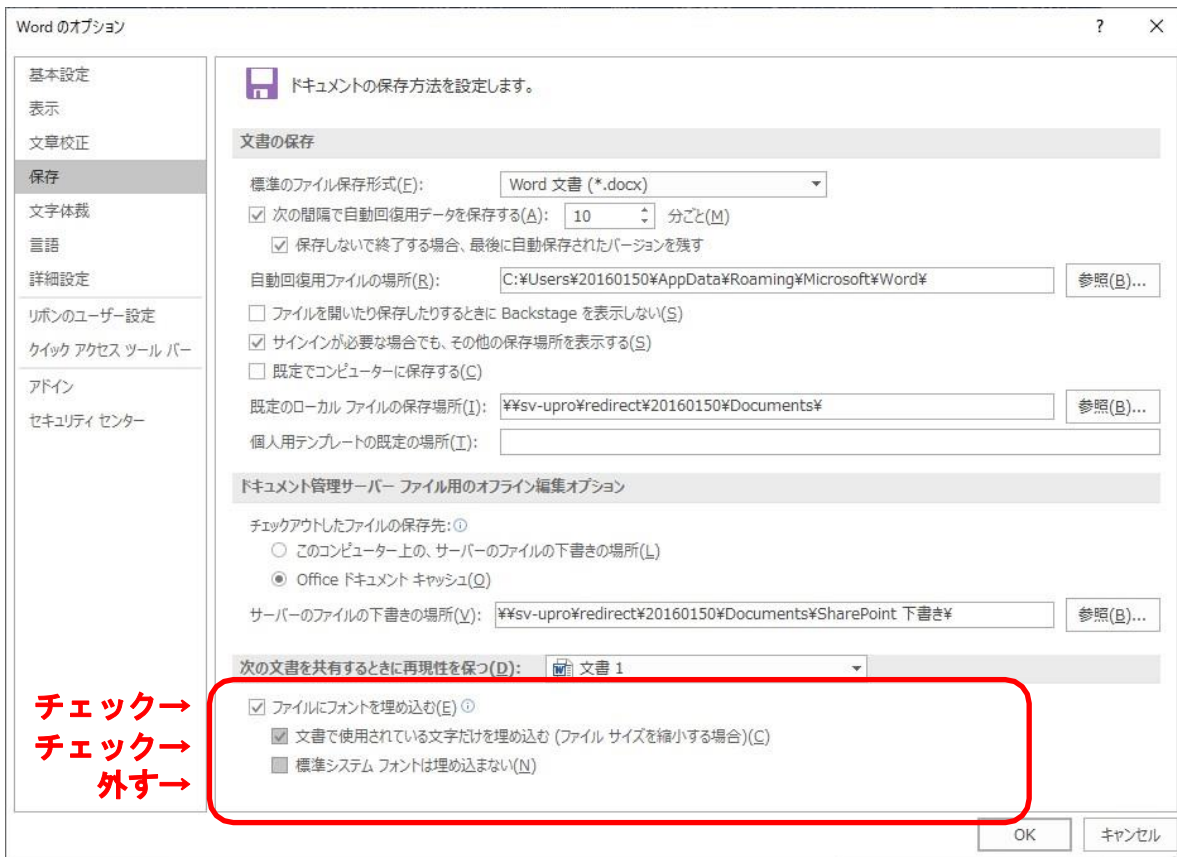 Word のオプション
?
×
基本設定
表示
文章校正
保存
文字体裁
言語
詳細設定
リボンのユーザー設定
クイック アクセス ツール バー
アドイン
セキュリティ センター
ドキュメントの保存方法を設定します。
文書の保存
標準のファイル保存形式(F): Word 文書 (*.docx)
次の間隔で自動回復用データを保存する(A): 10 分ごと(M)
保存しないで終了する場合、最後に自動保存されたバージョンを残す
自動回復用ファイルの場所(R): C:¥Users¥20160150¥AppData¥Roaming¥Microsoft¥Word¥ 参照(B)...
ファイルを開いたり保存したりするときに Backstage を表示しない(S)
サインインが必要な場合でも、その他の保存場所を表示する(S)
既定でコンピューターに保存する(C)
既定のローカル ファイルの保存場所(I): ¥¥sv-upro¥redirect¥20160150¥Documents¥ 参照(B)...
個人用テンプレートの既定の場所(T):
ドキュメント管理サーバー ファイル用のオフライン編集オプション
チェックアウトしたファイルの保存先:
このコンピューター上の、サーバーのファイルの下書きの場所(L)
Office ドキュメント キャッシュ(O)
サーバーのファイルの下書きの場所(V): ¥¥sv-upro¥redirect¥20160150¥Documents¥SharePoint 下書き¥ 参照(B)...
次の文書を共有するときに再現性を保つ(D): 文書 1
チェック→ ファイルにフォントを埋め込む(E)
チェック→ 文書で使用されている文字だけを埋め込む (ファイル サイズを縮小する場合)(C)
外す→ 標準システム フォントは埋め込まない(N)
OK
キャンセル